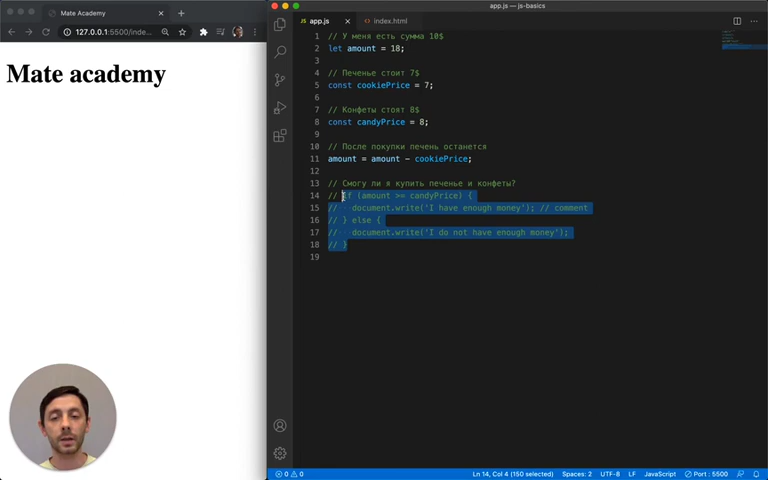 Mate Academy
127.0.0.1:5500/inde...
Mate academy
app.js — js-basics
JS app.js
<> index.html
1 // У меня есть сумма 10$
2 let amount = 18;
3
4 // Печенье стоит 7$
5 const cookiePrice = 7;
6
7 // Конфеты стоят 8$
8 const candyPrice = 8;
9
10 // После покупки печень останется
11 amount = amount - cookiePrice;
12
13 // Смогу ли я купить печенье и конфеты?
14 // if (amount >= candyPrice) {
15 // document.write('I have enough money'); // comment
16 // } else {
17 // document.write('I do not have enough money');
18 // }
19
0 0
Ln 14, Col 4 (150 selected)
Spaces: 2
UTF-8
LF
JavaScript
Port : 5500